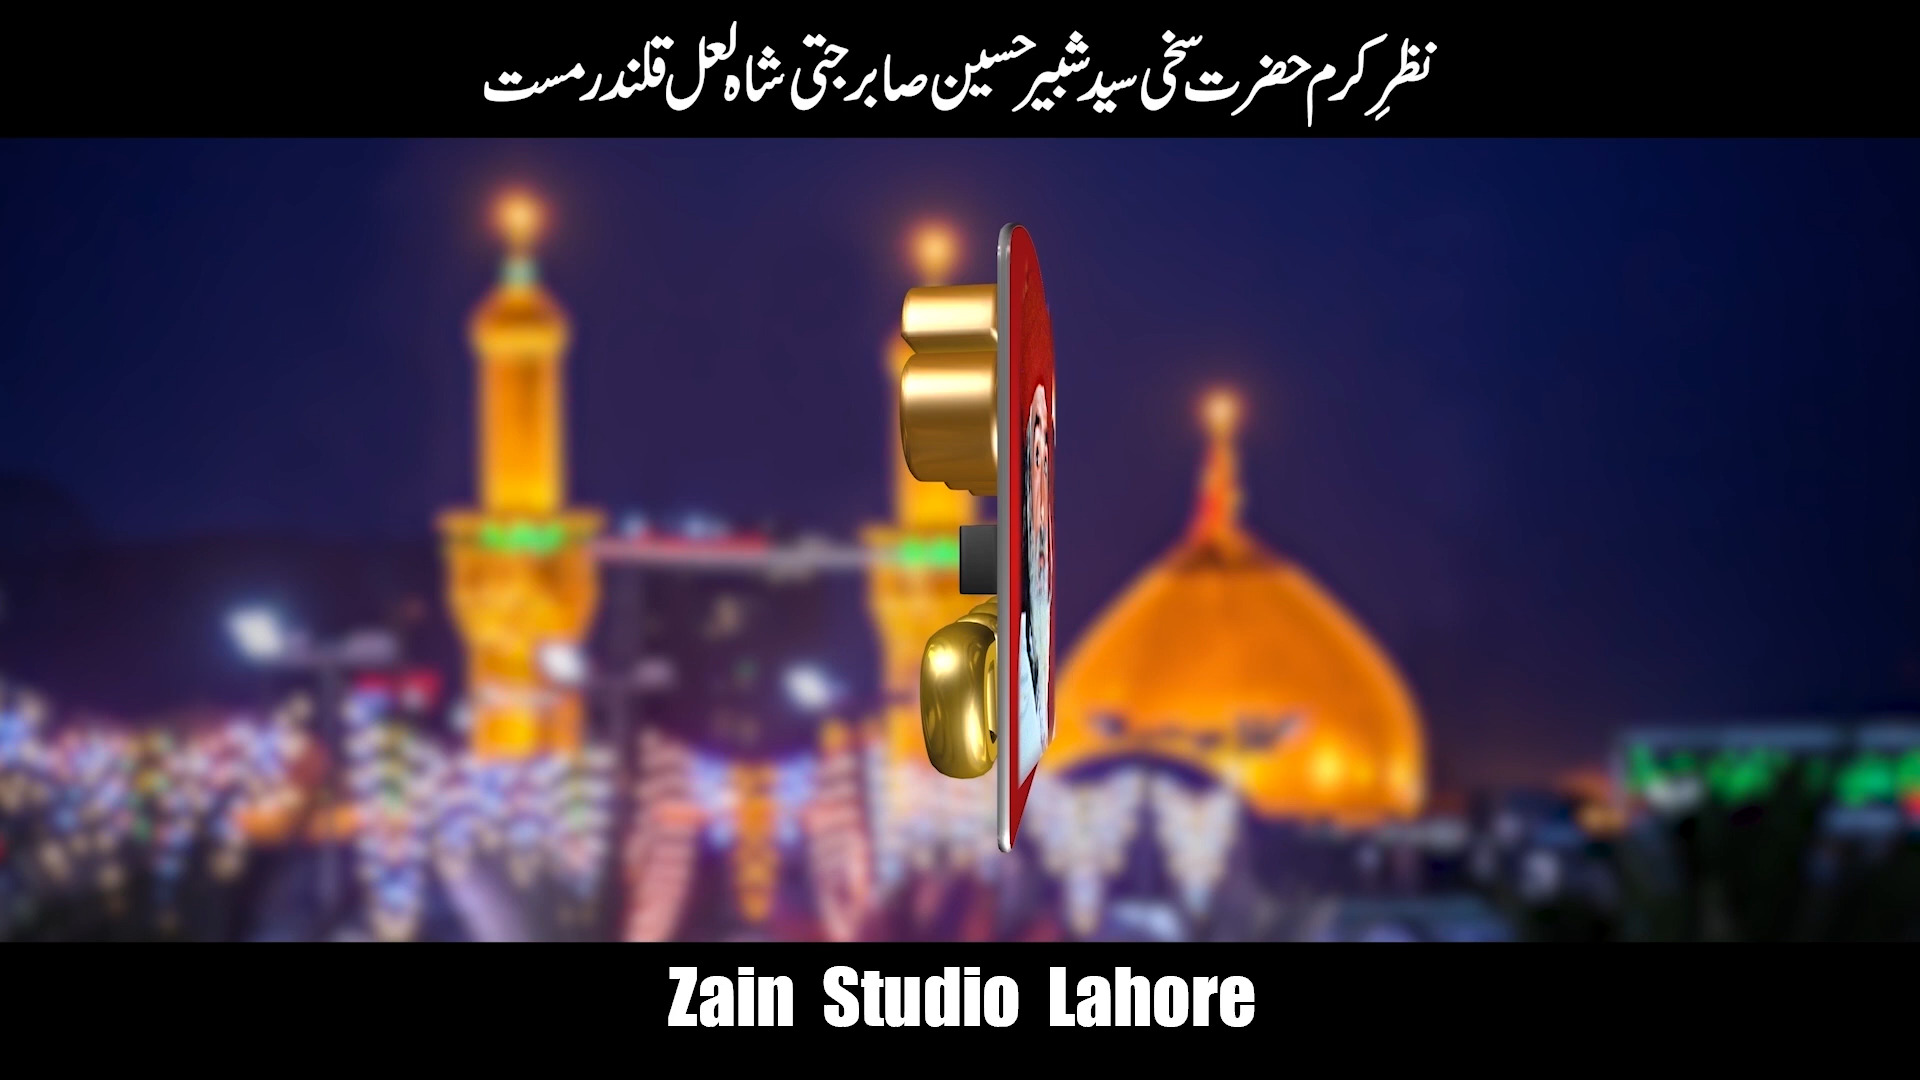 نظرِ کرم حضرت سخی سید شبیر حسین صابر جتی شاہ لعل قلندر مست
Zain Studio Lahore